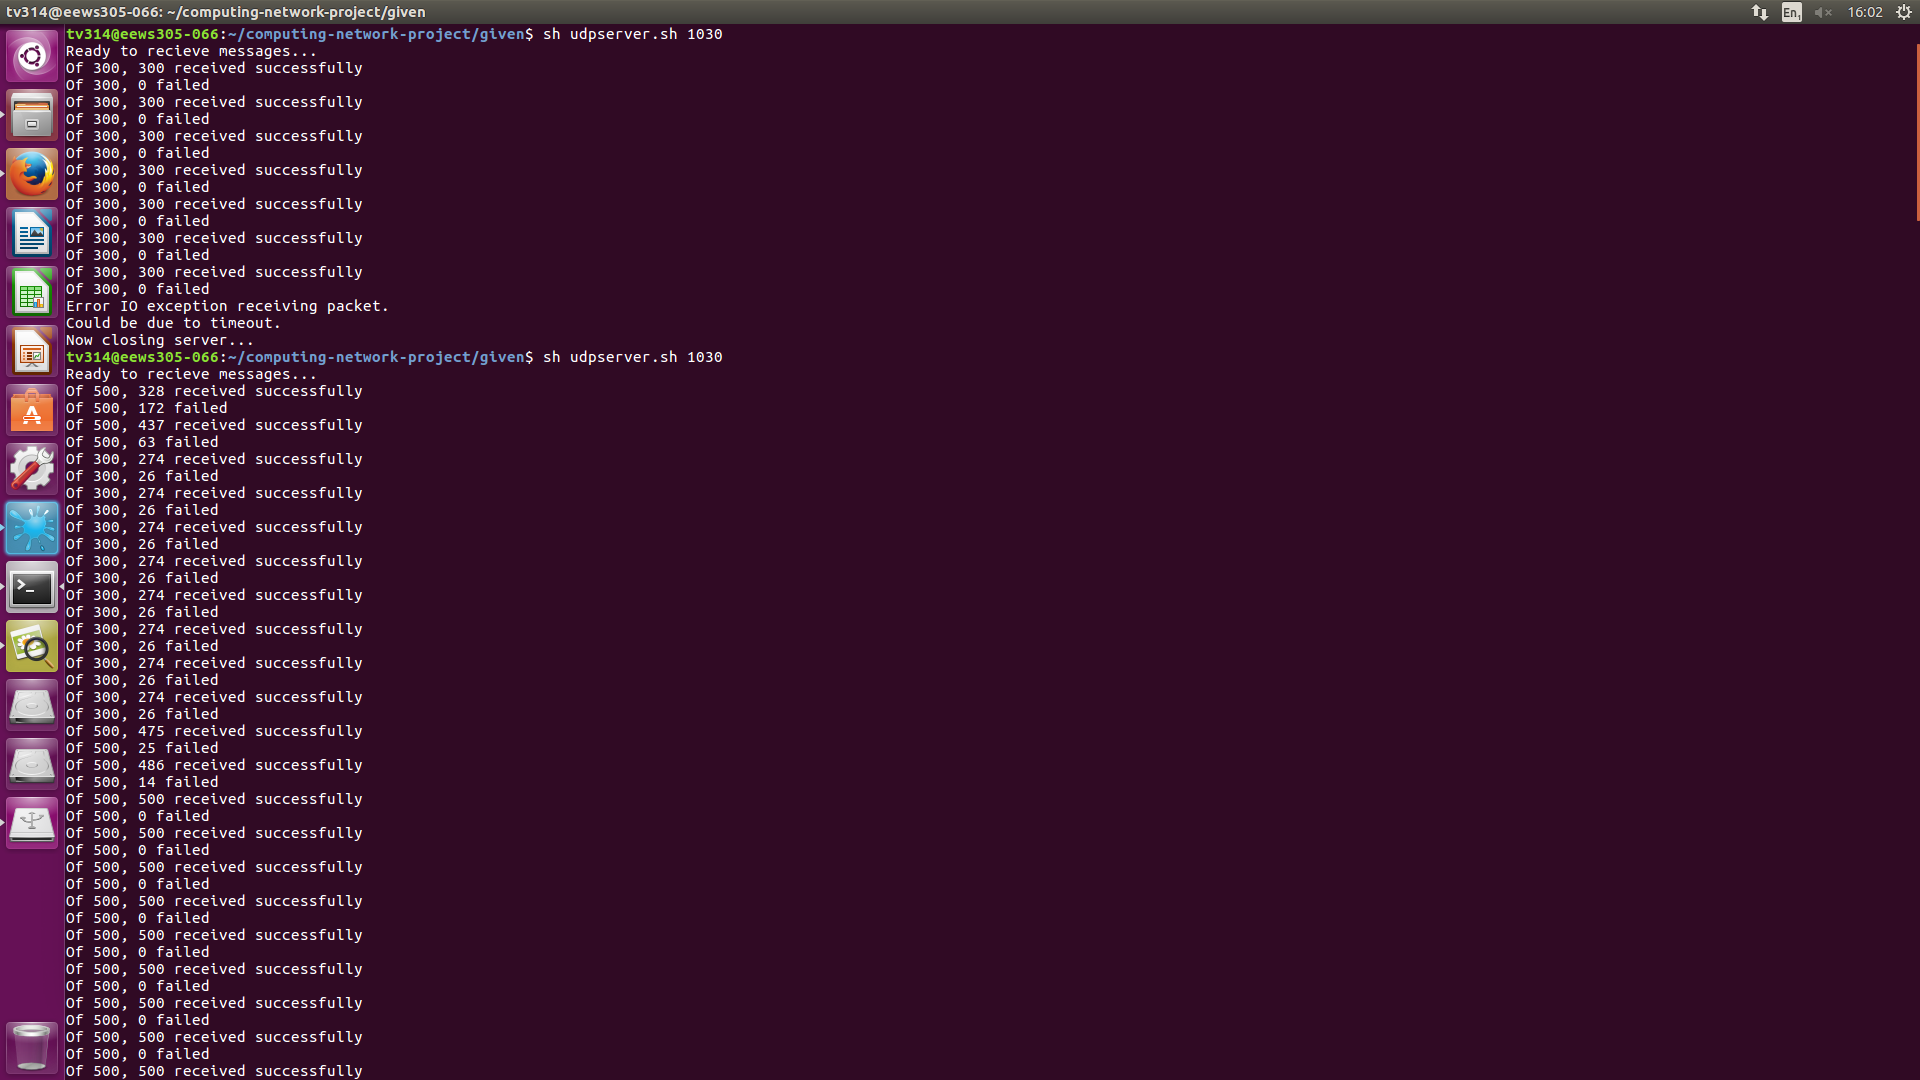 tv314@eews305-066: ~/computing-network-project/given
En1
16:02
tv314@eews305-066:~/computing-network-project/given$ sh udpserver.sh 1030
Ready to recieve messages...
Of 300, 300 received successfully
Of 300, 0 failed
Of 300, 300 received successfully
Of 300, 0 failed
Of 300, 300 received successfully
Of 300, 0 failed
Of 300, 300 received successfully
Of 300, 0 failed
Of 300, 300 received successfully
Of 300, 0 failed
Of 300, 300 received successfully
Of 300, 0 failed
Of 300, 300 received successfully
Of 300, 0 failed
Error IO exception receiving packet.
Could be due to timeout.
Now closing server...
tv314@eews305-066:~/computing-network-project/given$ sh udpserver.sh 1030
Ready to recieve messages...
Of 500, 328 received successfully
Of 500, 172 failed
Of 500, 437 received successfully
Of 500, 63 failed
Of 300, 274 received successfully
Of 300, 26 failed
Of 300, 274 received successfully
Of 300, 26 failed
Of 300, 274 received successfully
Of 300, 26 failed
Of 300, 274 received successfully
Of 300, 26 failed
Of 300, 274 received successfully
Of 300, 26 failed
Of 300, 274 received successfully
Of 300, 26 failed
Of 300, 274 received successfully
Of 300, 26 failed
Of 300, 274 received successfully
Of 300, 26 failed
Of 500, 475 received successfully
Of 500, 25 failed
Of 500, 486 received successfully
Of 500, 14 failed
Of 500, 500 received successfully
Of 500, 0 failed
Of 500, 500 received successfully
Of 500, 0 failed
Of 500, 500 received successfully
Of 500, 0 failed
Of 500, 500 received successfully
Of 500, 0 failed
Of 500, 500 received successfully
Of 500, 0 failed
Of 500, 500 received successfully
Of 500, 0 failed
Of 500, 500 received successfully
Of 500, 0 failed
Of 500, 500 received successfully
Of 500, 0 failed
Of 500, 500 received successfully